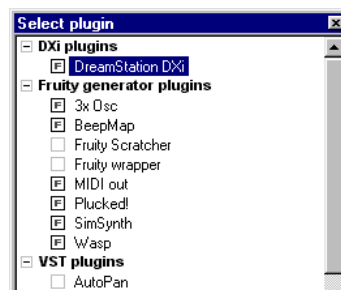 Select plugin
DXi plugins
F DreamStation DXi
Fruity generator plugins
F 3x Osc
F BeepMap
Fruity Scratcher
Fruity wrapper
F MIDI out
F Plucked!
F SimSynth
F Wasp
VST plugins
AutoPan